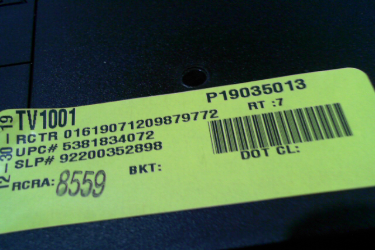 12-30-19
TV1001
P19035013
RCTR 01619071209879772
RT :7
UPC# 5381834072
SLP# 92200352898
BKT:
DOT CL:
RCRA: 8559